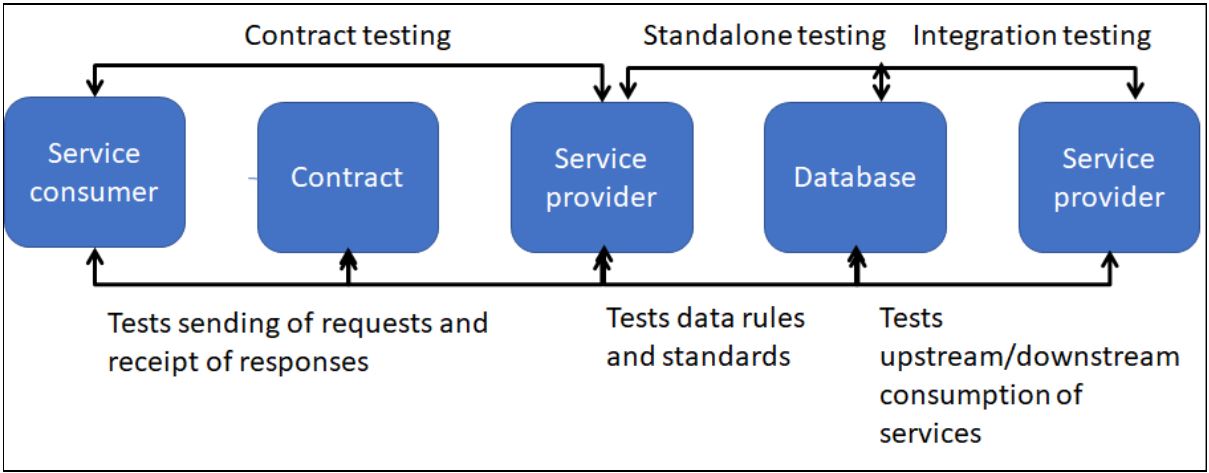 Contract testing
Standalone testing
Integration testing
Service
consumer
Contract
Service
provider
Database
Service
provider
Tests sending of requests and
receipt of responses
Tests data rules
and standards
Tests
upstream/downstream
consumption of
services